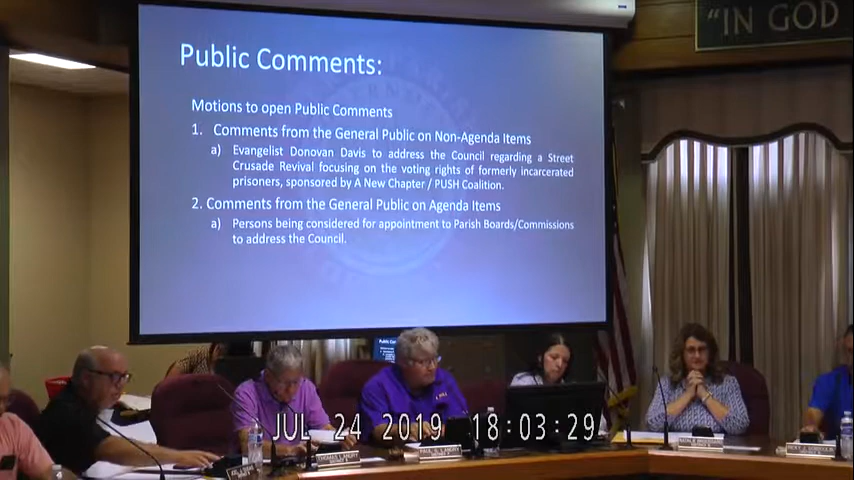 "IN GOD
Public Comments:
Motions to open Public Comments
1. Comments from the General Public on Non-Agenda Items
a) Evangelist Donovan Davis to address the Council regarding a Street
Crusade Revival focusing on the voting rights of formerly incarcerated
prisoners, sponsored by A New Chapter / PUSH Coalition.
2. Comments from the General Public on Agenda Items
a) Persons being considered for appointment to Parish Boards/Commissions
to address the Council.
JUL 24 2019 18:03:29